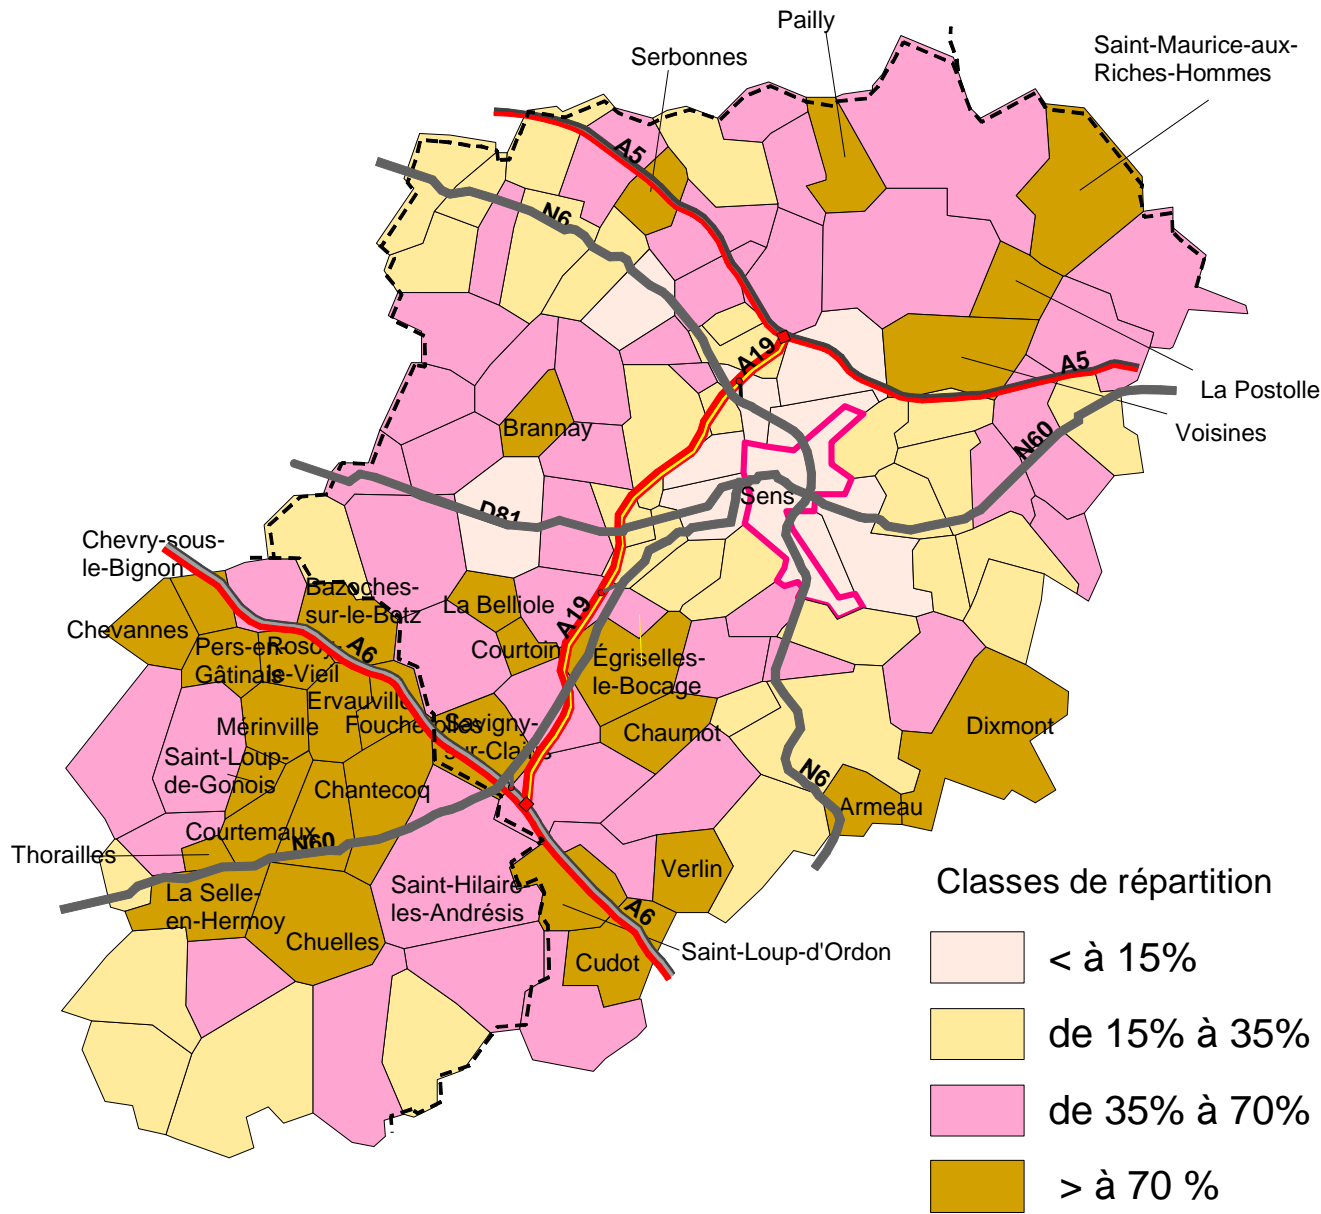 Pailly
Serbonnes
Saint-Maurice-aux-
Riches-Hommes
A5
N6
A19
A5
La Postolle
Voisines
N60
Brannay
Sens
D81
Chevry-sous-
le-Bignon
Bazoches-
sur-le-Betz
La Belliole
A19
Chevannes
Pers-en-
Gâtinais
Rosoy-
le-Vieil
A6
Courtoin
Égriselles-
le-Bocage
Ervauville
Mérinville
Foucherolles
Savigny-
sur-Clairis
Chaumot
Dixmont
Saint-Loup-
de-Gonois
Chantecoq
N6
Armeau
Courtemaux
N60
Thorailles
Verlin
La Selle-
en-Hermoy
Saint-Hilaire
les-Andrésis
A6
Chuelles
Saint-Loup-d'Ordon
Cudot
Classes de répartition
< à 15%
de 15% à 35%
de 35% à 70%
> à 70 %